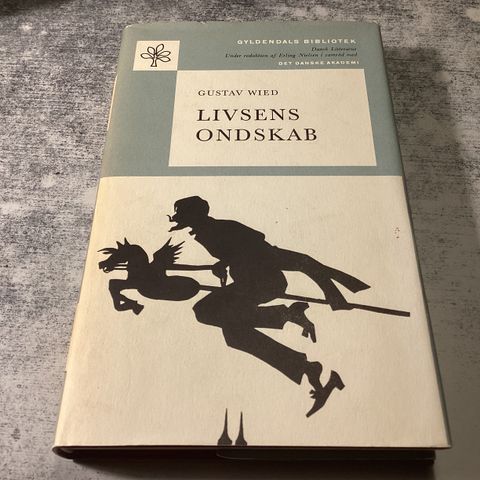 GYLDENDALS BIBLIOTEK
Dansk Litteratur
Under redaktion af Erling Nielsen i samråd med
DET DANSKE AKADEMI
GUSTAV WIED
LIVSENS
ONDSKAB